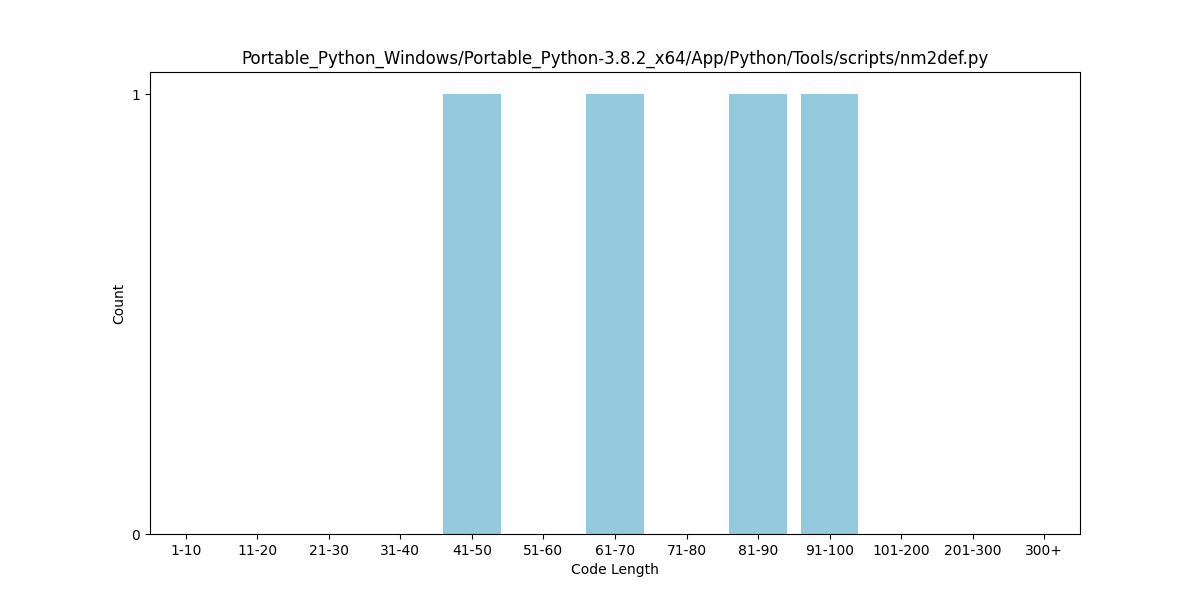 Portable_Python_Windows/Portable_Python-3.8.2_x64/App/Python/Tools/scripts/nm2def.py
1
Count
0
1-10 11-20 21-30 31-40 41-50 51-60 61-70 71-80 81-90 91-100 101-200 201-300 300+
Code Length